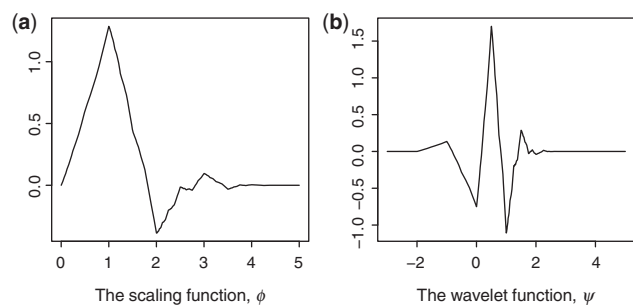 (a)
1.0
0.5
0.0
0 1 2 3 4 5
The scaling function, ϕ
(b)
1.5
1.0
0.5
0.0
−0.5
−1.0
−2 0 2 4
The wavelet function, ψ